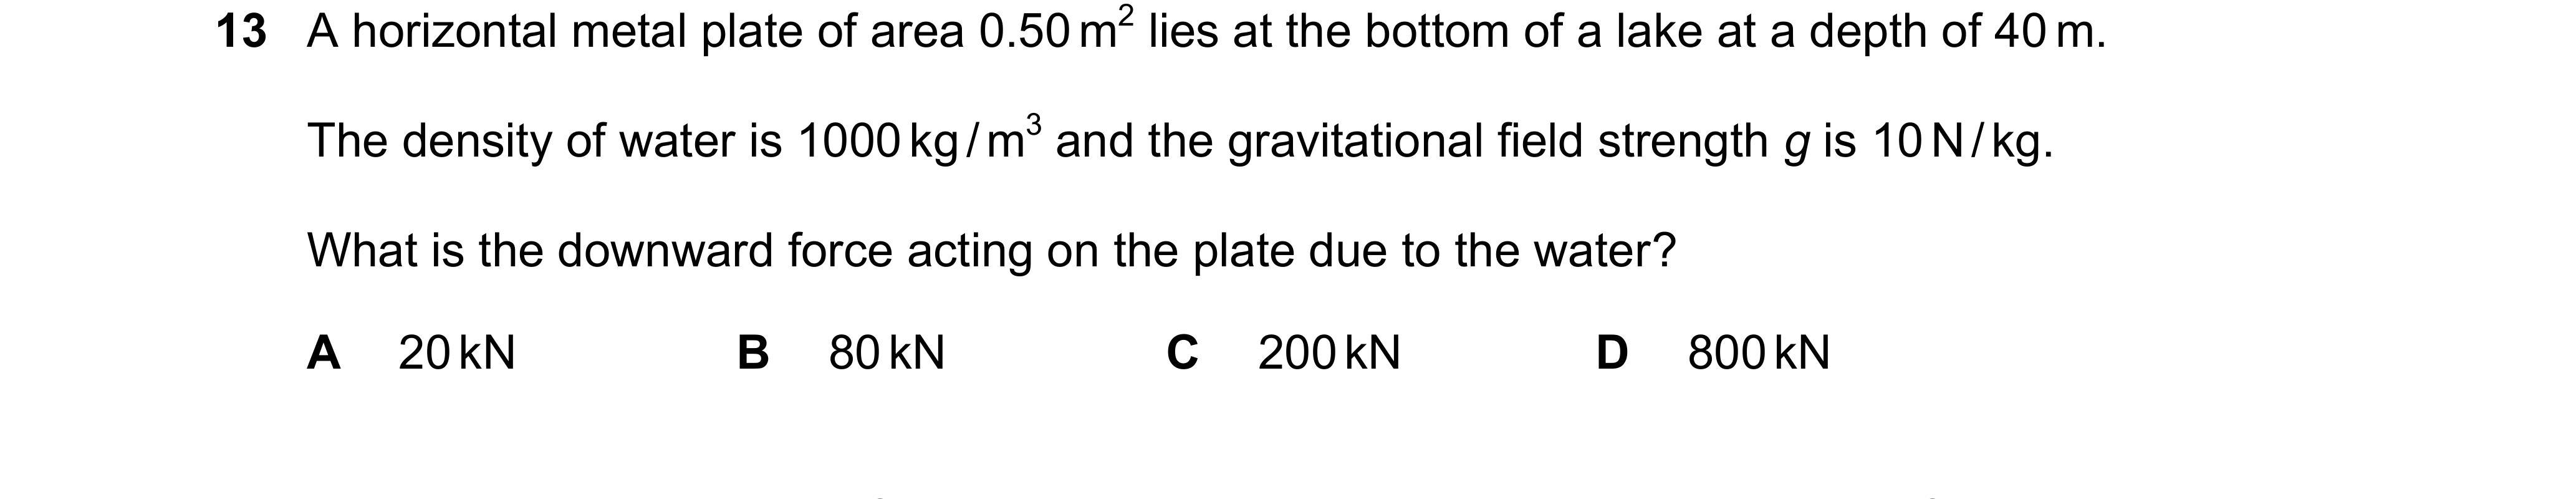 13 A horizontal metal plate of area 0.50 m² lies at the bottom of a lake at a depth of 40 m.
The density of water is 1000 kg/m³ and the gravitational field strength g is 10 N/kg.
What is the downward force acting on the plate due to the water?
A 20 kN B 80 kN C 200 kN D 800 kN